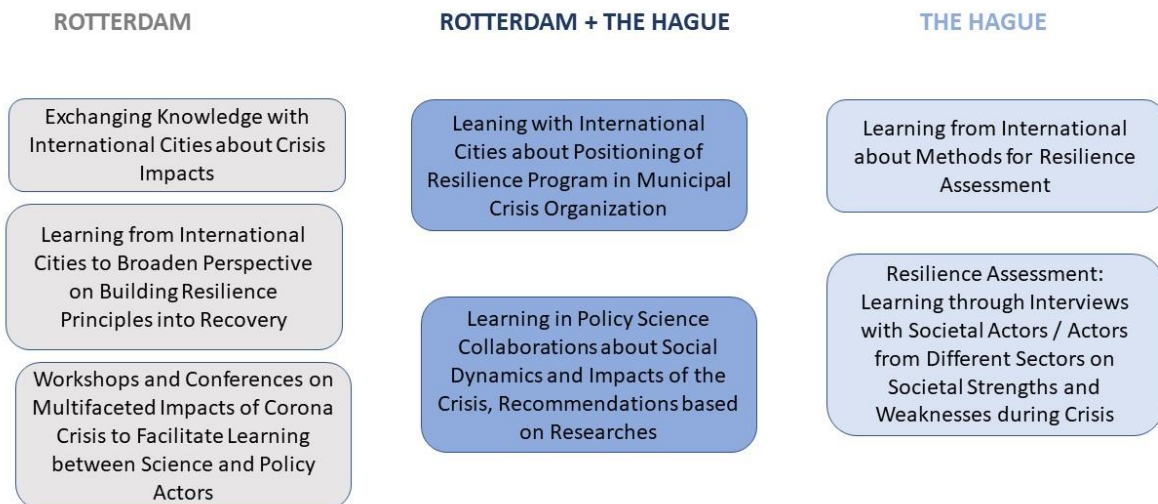 ROTTERDAM
Exchanging Knowledge with
International Cities about Crisis
Impacts
Learning from International
Cities to Broaden Perspective
on Building Resilience
Principles into Recovery
Workshops and Conferences on
Multifaceted Impacts of Corona
Crisis to Facilitate Learning
between Science and Policy
Actors
ROTTERDAM + THE HAGUE
Leaning with International
Cities about Positioning of
Resilience Program in Municipal
Crisis Organization
Learning in Policy Science
Collaborations about Social
Dynamics and Impacts of the
Crisis, Recommendations based
on Researches
THE HAGUE
Learning from International
about Methods for Resilience
Assessment
Resilience Assessment:
Learning through Interviews
with Societal Actors / Actors
from Different Sectors on
Societal Strengths and
Weaknesses during Crisis